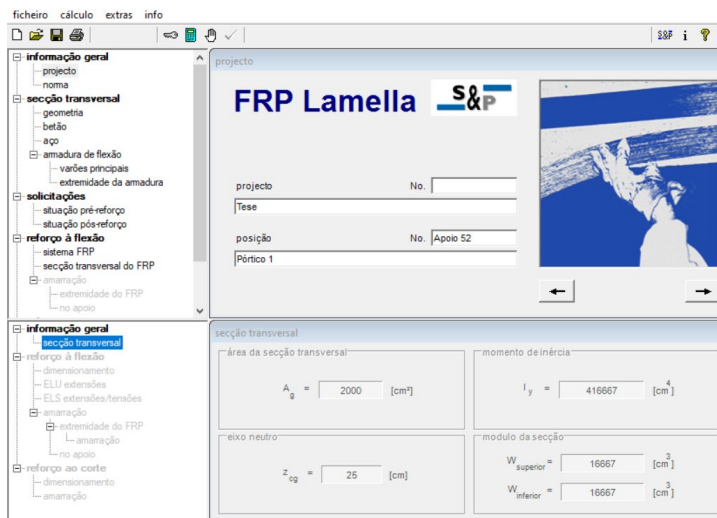 ficheiro cálculo extras info
S&P i ?
informação geral
projecto
norma
secção transversal
geometria
betão
aço
armadura de flexão
varões principais
extremidade da armadura
solicitações
situação pré-reforço
situação pós-reforço
reforço à flexão
sistema FRP
secção transversal do FRP
amarração
extremidade do FRP
no apoio
projecto
FRP Lamella S&P
projecto No.
Tese
posição No. Apoio 52
Pórtico 1
informação geral
secção transversal
reforço à flexão
dimensionamento
ELU extensões
ELS extensões/tensões
amarração
extremidade do FRP
amarração
no apoio
reforço ao corte
dimensionamento
amarração
secção transversal
área da secção transversal
A g = 2000 [cm²]
momento de inércia
I y = 416667 [cm 4]
eixo neutro
z cg = 25 [cm]
modulo da secção
W superior = 16667 [cm 3]
W inferior = 16667 [cm 3]